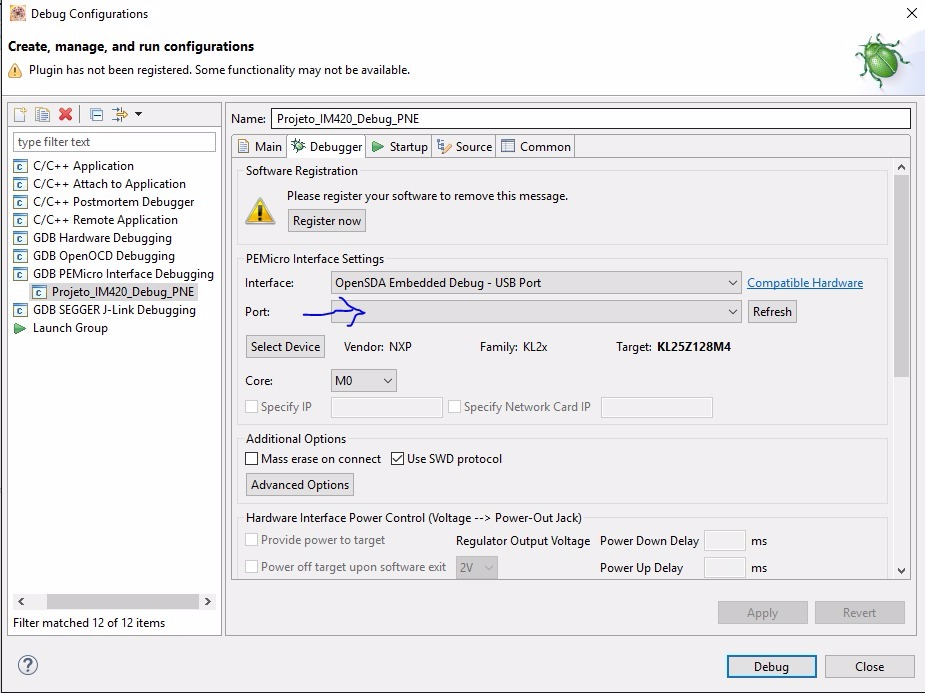 Debug Configurations
Create, manage, and run configurations
Plugin has not been registered. Some functionality may not be available.
type filter text
C/C++ Application
C/C++ Attach to Application
C/C++ Postmortem Debugger
C/C++ Remote Application
GDB Hardware Debugging
GDB OpenOCD Debugging
GDB PEMicro Interface Debugging
Projeto_IM420_Debug_PNE
GDB SEGGER J-Link Debugging
Launch Group
Filter matched 12 of 12 items
Name: Projeto_IM420_Debug_PNE
Main Debugger Startup Source Common
Software Registration
Please register your software to remove this message.
Register now
PEMicro Interface Settings
Interface: OpenSDA Embedded Debug - USB Port Compatible Hardware
Port: Refresh
Select Device Vendor: NXP Family: KL2x Target: KL25Z128M4
Core: M0
Specify IP Specify Network Card IP
Additional Options
Mass erase on connect Use SWD protocol
Advanced Options
Hardware Interface Power Control (Voltage --> Power-Out Jack)
Provide power to target Regulator Output Voltage Power Down Delay ms
Power off target upon software exit 2V Power Up Delay ms
Apply Revert
Debug Close